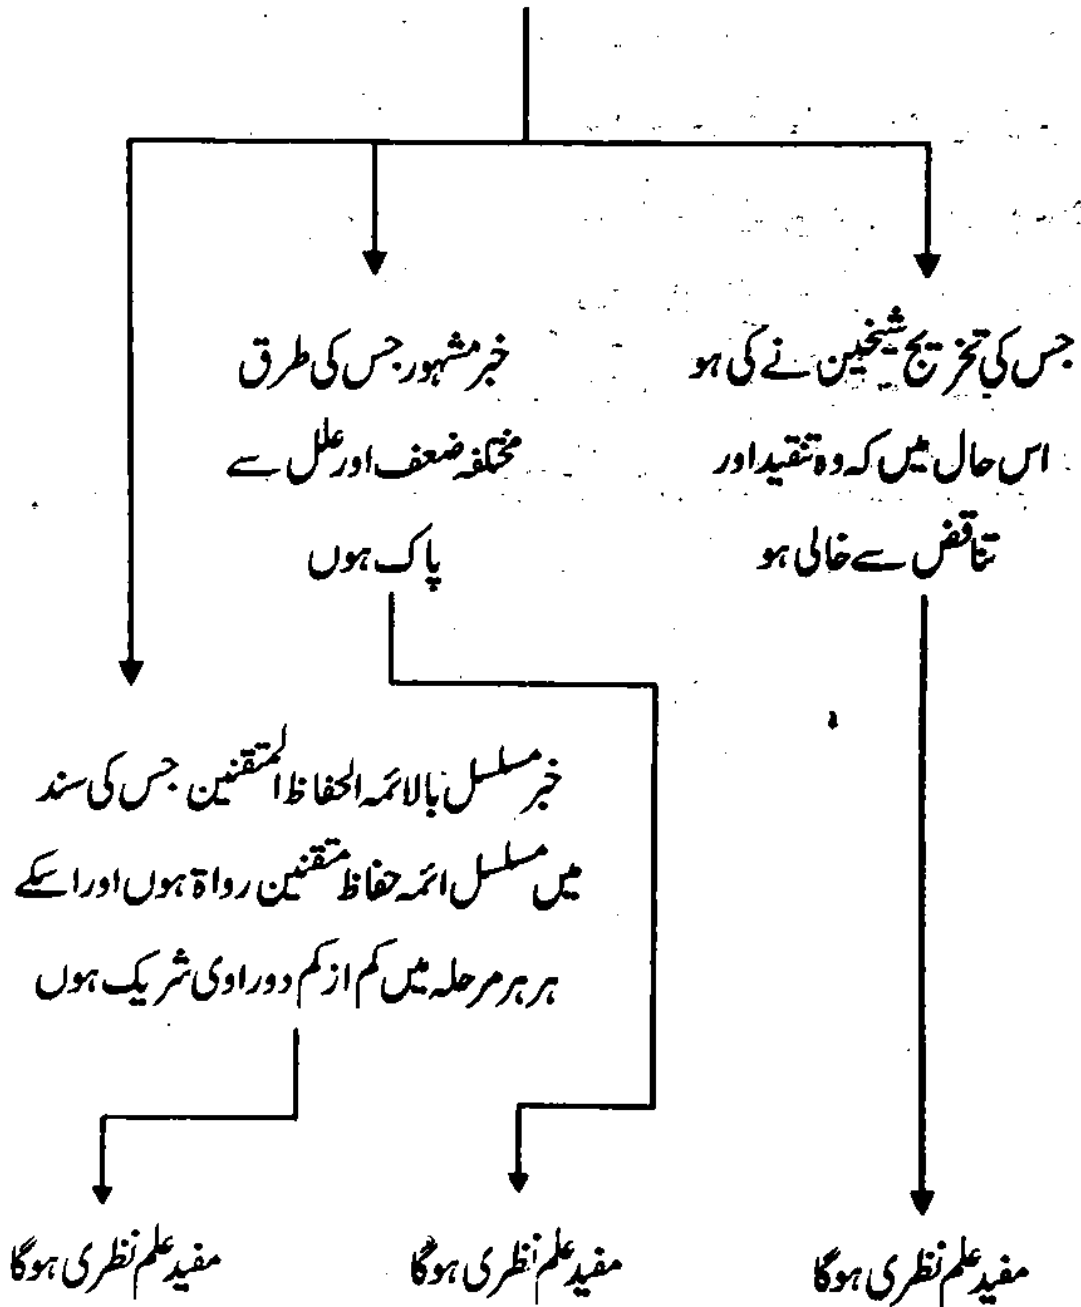 جس کی تخریج شیخین نے کی ہو
اس حال میں کہ وہ تنقید اور
تناقض سے خالی ہو
خبر مشہور جس کی طرق
مختلفہ ضعف اور علل سے
پاک ہوں
خبر مسلسل بالائمہ الحفاظ المتقنین جس کی سند
میں مسلسل ائمہ حفاظ متقنین رواۃ ہوں اور اسکے
ہر ہر مرحلہ میں کم از کم دو راوی شریک ہوں
مفید علم نظری ہوگا
مفید علم نظری ہوگا
مفید علم نظری ہوگا